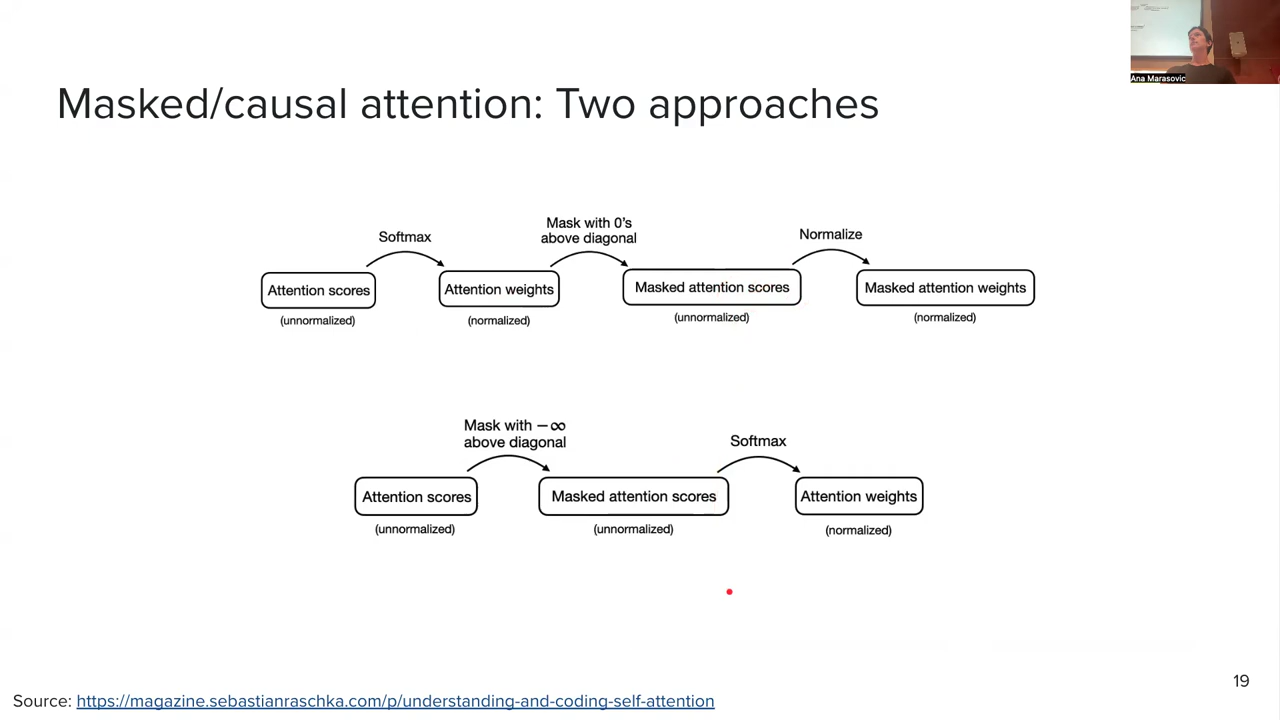 Ana Marasovic
Masked/causal attention: Two approaches
Softmax
Mask with 0's
above diagonal
Normalize
Attention scores
(unnormalized)
Attention weights
(normalized)
Masked attention scores
(unnormalized)
Masked attention weights
(normalized)
Mask with −∞
above diagonal
Softmax
Attention scores
(unnormalized)
Masked attention scores
(unnormalized)
Attention weights
(normalized)
19
Source: https://magazine.sebastianraschka.com/p/understanding-and-coding-self-attention